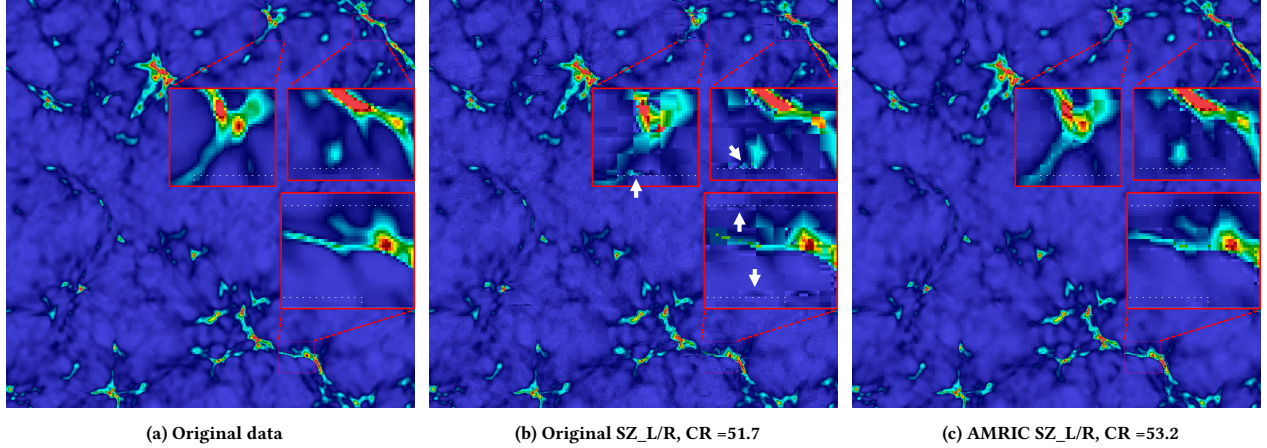 (a) Original data
(b) Original SZ_L/R, CR =51.7
(c) AMRIC SZ_L/R, CR =53.2